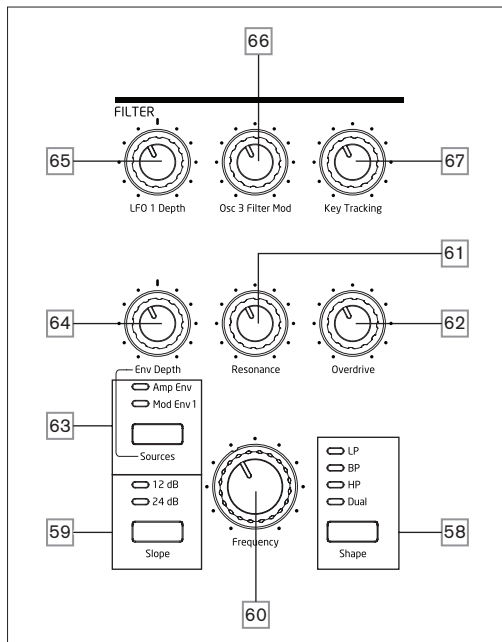 66
FILTER
65
67
LFO 1 Depth
Osc 3 Filter Mod
Key Tracking
61
64
62
Env Depth
Resonance
Overdrive
Amp Env
Mod Env 1
63
Sources
LP
BP
12 dB
HP
24 dB
Dual
59
58
Slope
Frequency
Shape
60